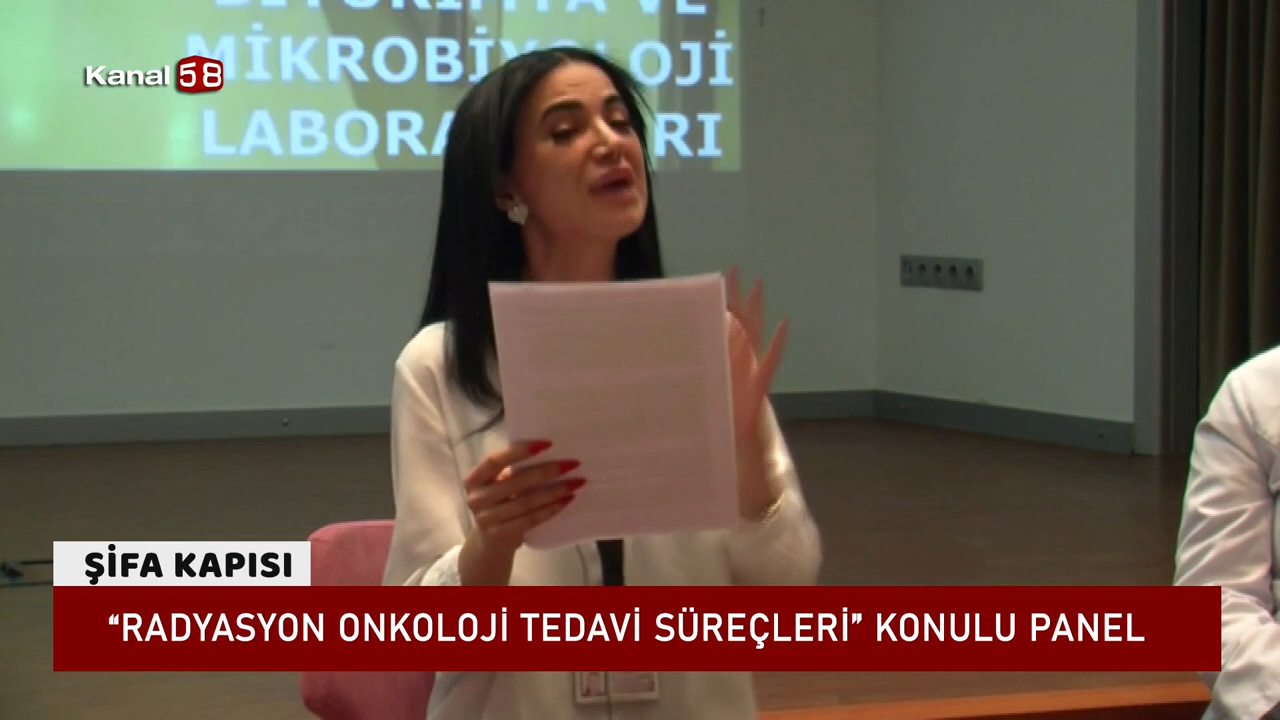 MİKROBİYOLOJİ
Kanal 58
ŞİFA KAPISI
“RADYASYON ONKOLOJİ TEDAVİ SÜREÇLERİ” KONULU PANEL